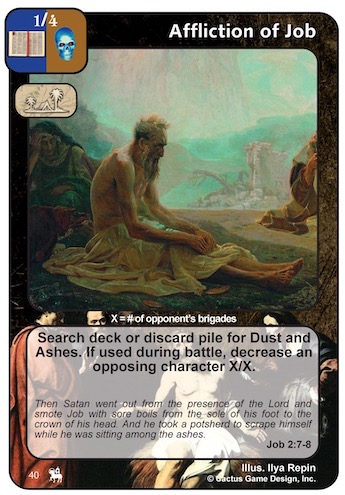 1/4
Affliction of Job
X = # of opponent's brigades
Search deck or discard pile for Dust and
Ashes. If used during battle, decrease an
opposing character X/X.
Then Satan went out from the presence of the Lord and
smote Job with sore boils from the sole of his foot to the
crown of his head. And he took a potsherd to scrape himself
while he was sitting among the ashes.
Job 2:7-8
Illus. Ilya Repin
40
© Cactus Game Design, Inc.